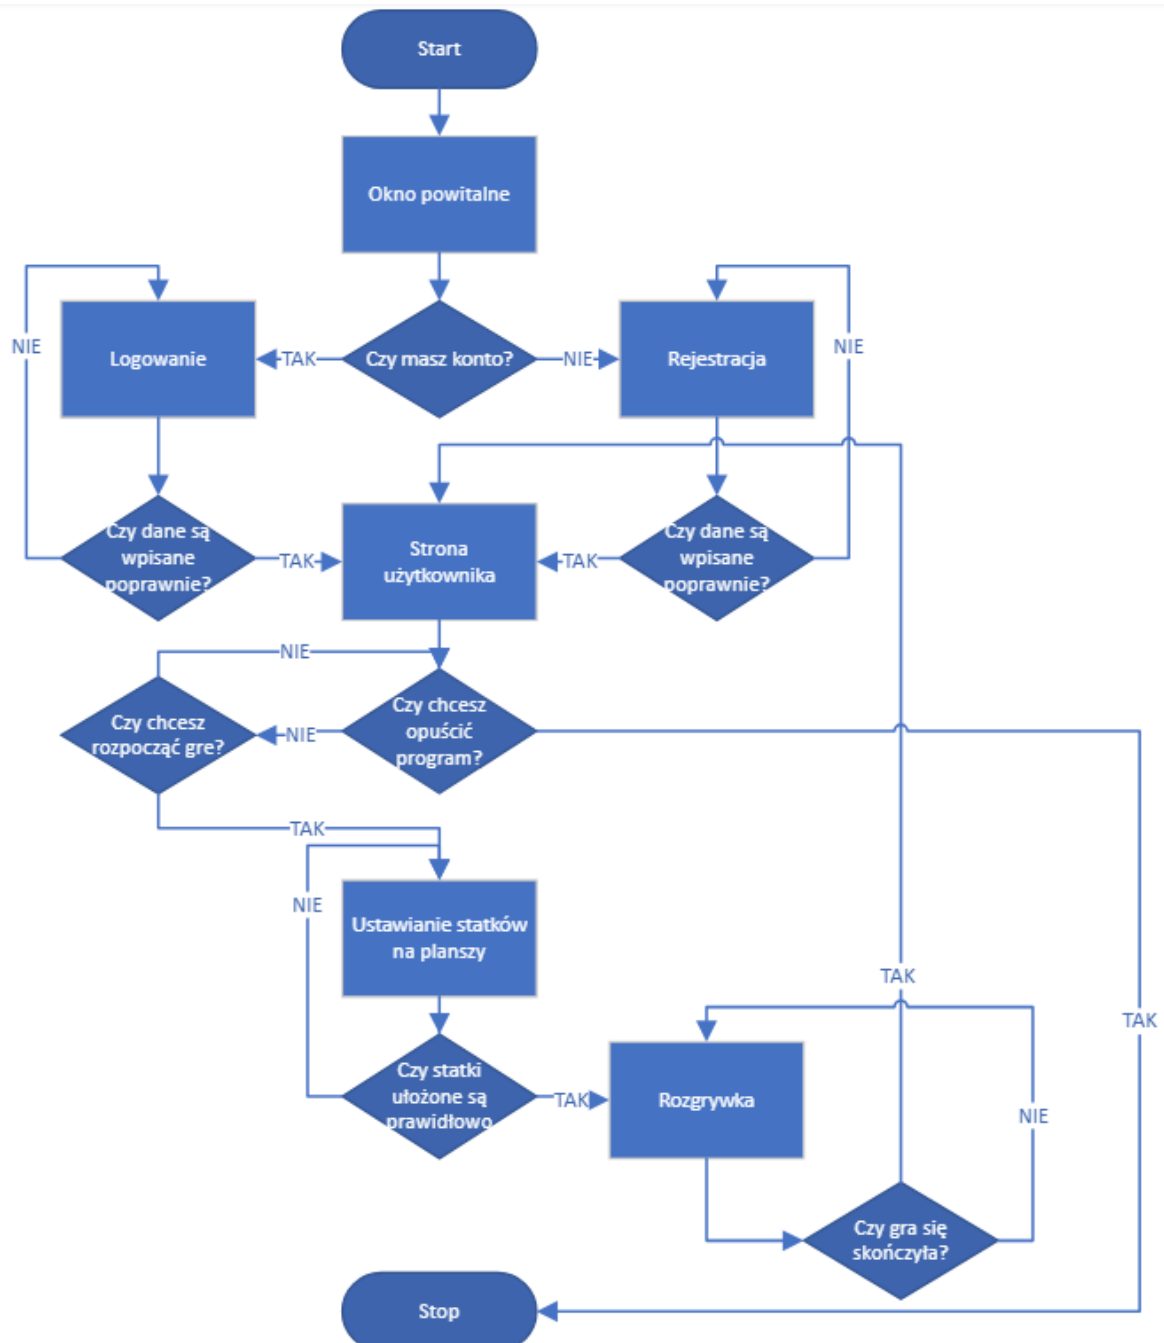 Start
Okno powitalne
NIE
Logowanie
TAK
Czy masz konto?
NIE
Rejestracja
NIE
Czy dane są
wpisane
poprawnie?
TAK
Strona
użytkownika
TAK
Czy dane są
wpisane
poprawnie?
NIE
Czy chcesz
rozpocząć gre?
NIE
Czy chcesz
opuścić
program?
TAK
NIE
Ustawianie statków
na planszy
TAK
TAK
Czy statki
ułożone są
prawidłowo
TAK
Rozgrywka
NIE
Czy gra się
skończyła?
Stop